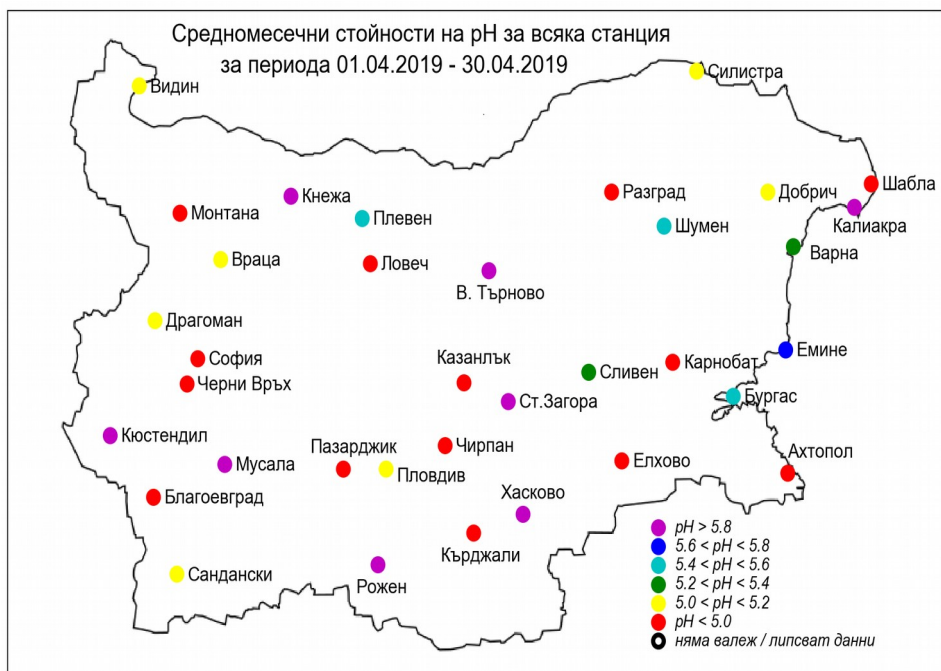 Средномесечни стойности на pH за всяка станция
за периода 01.04.2019 - 30.04.2019
Видин
Силистра
Кнежа
Разград
Добрич
Шабла
Монтана
Плевен
Шумен
Калиакра
Враца
Ловеч
Варна
В. Търново
Драгоман
София
Казанлък
Карнобат
Емине
Черни Връх
Сливен
Ст.Загора
Бургас
Кюстендил
Пазарджик
Чирпан
Ахтопол
Мусала
Пловдив
Елхово
Благоевград
Хасково
Кърджали
Сандански
Рожен
pH > 5.8
5.6 < pH < 5.8
5.4 < pH < 5.6
5.2 < pH < 5.4
5.0 < pH < 5.2
pH < 5.0
няма валеж / липсват данни